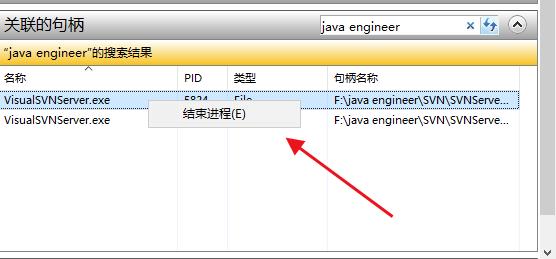 关联的句柄 java engineer
“java engineer”的搜索结果
名称 PID 类型 句柄名称
VisualSVNServer.exe 5824 File F:\java engineer\SVN\SVNServe...
结束进程(E)
VisualSVNServer.exe F:\java engineer\SVN\SVNServe...